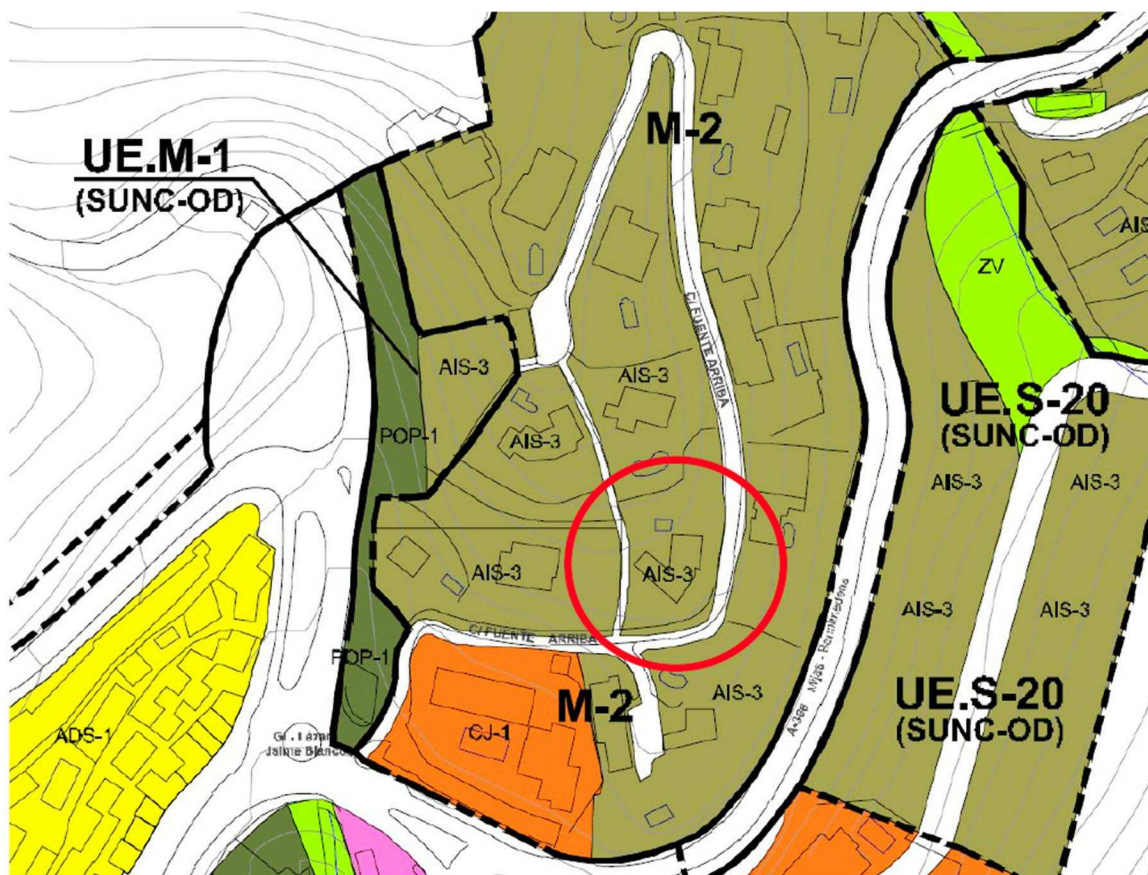 M-2
UE.M-1
(SUNC-OD)
AIS
ZV
C/ FUENTE ARRIBA
AIS-3
AIS-3
UE.S-20
(SUNC-OD)
POP-1
AIS-3
AIS-3
AIS-3
AIS-3
AIS-3
AIS-3
AIS-3
C/ FUENTE ARRIBA
POP-1
AIS-3
M-2
UE.S-20
(SUNC-OD)
CJ-1
ADS-1
Jaime Blanco